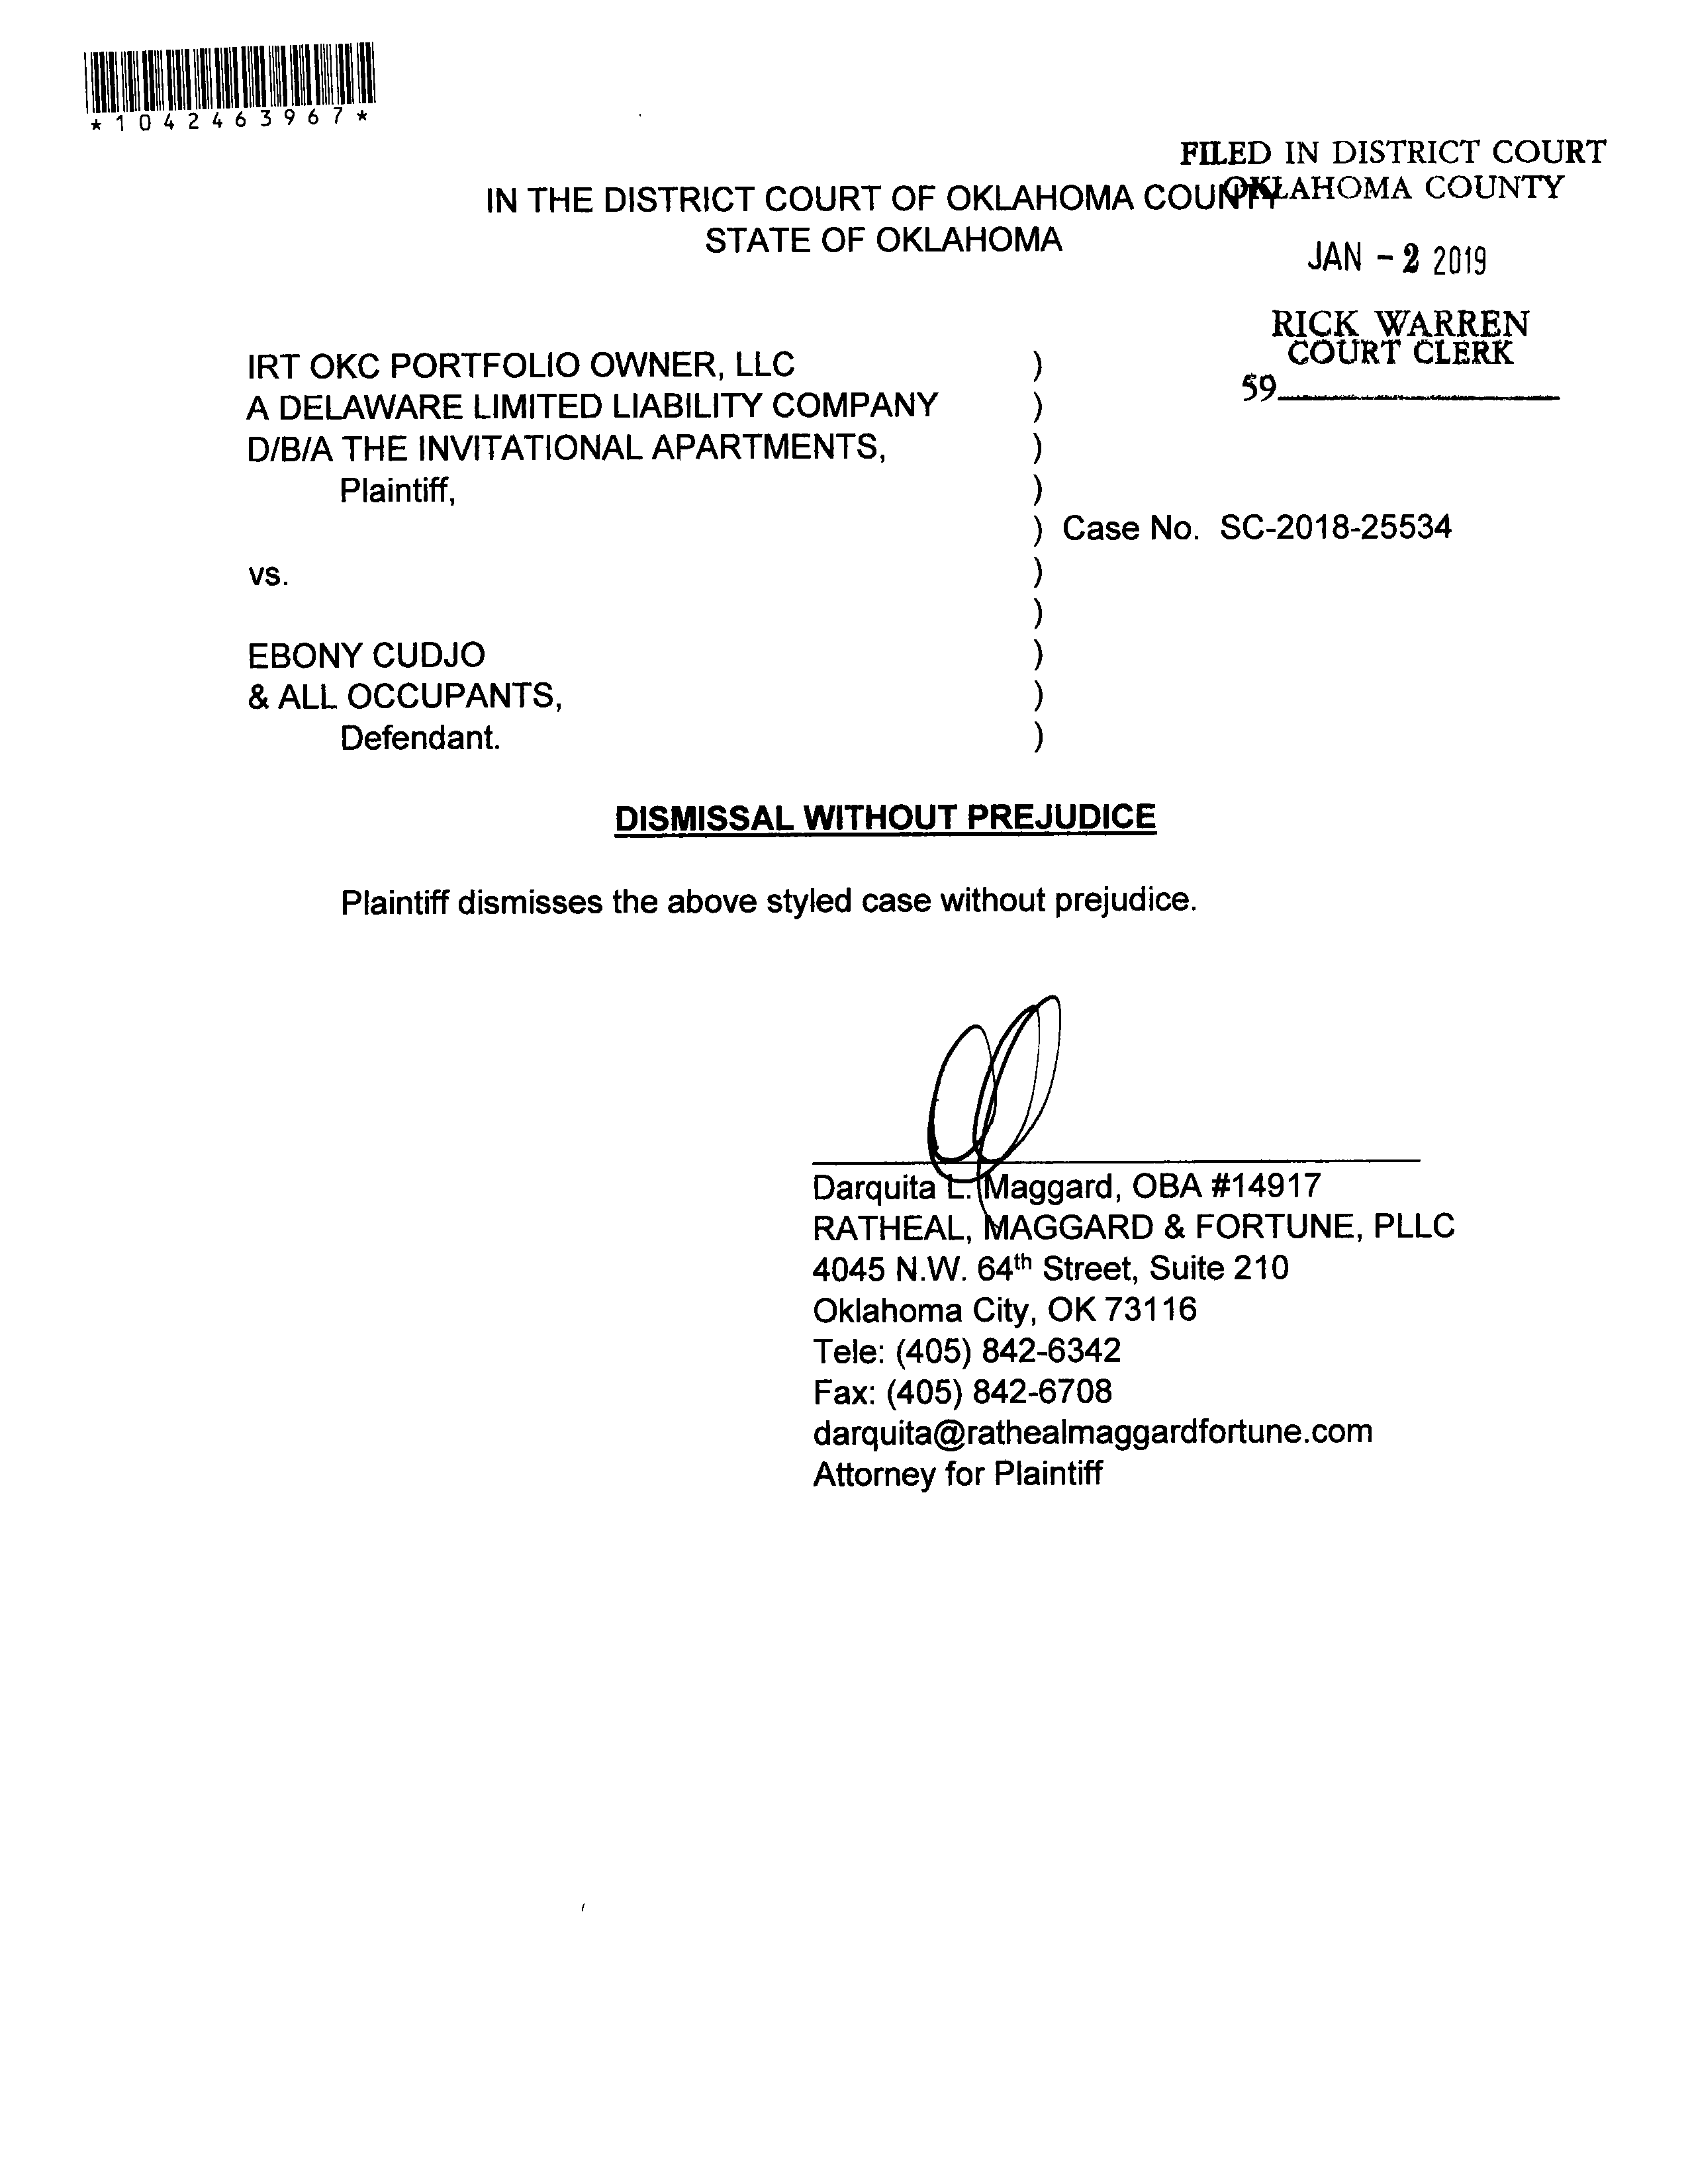 *1042463967*
FILED IN DISTRICT COURT
OKLAHOMA COUNTY
IN THE DISTRICT COURT OF OKLAHOMA COUNTY
STATE OF OKLAHOMA
JAN - 2 2019
RICK WARREN
COURT CLERK
59
IRT OKC PORTFOLIO OWNER, LLC )
A DELAWARE LIMITED LIABILITY COMPANY )
D/B/A THE INVITATIONAL APARTMENTS, )
Plaintiff, )
) Case No. SC-2018-25534
vs. )
)
EBONY CUDJO )
& ALL OCCUPANTS, )
Defendant. )
DISMISSAL WITHOUT PREJUDICE
Plaintiff dismisses the above styled case without prejudice.
Darquita L. Maggard, OBA #14917
RATHEAL, MAGGARD & FORTUNE, PLLC
4045 N.W. 64th Street, Suite 210
Oklahoma City, OK 73116
Tele: (405) 842-6342
Fax: (405) 842-6708
darquita@rathealmaggardfortune.com
Attorney for Plaintiff